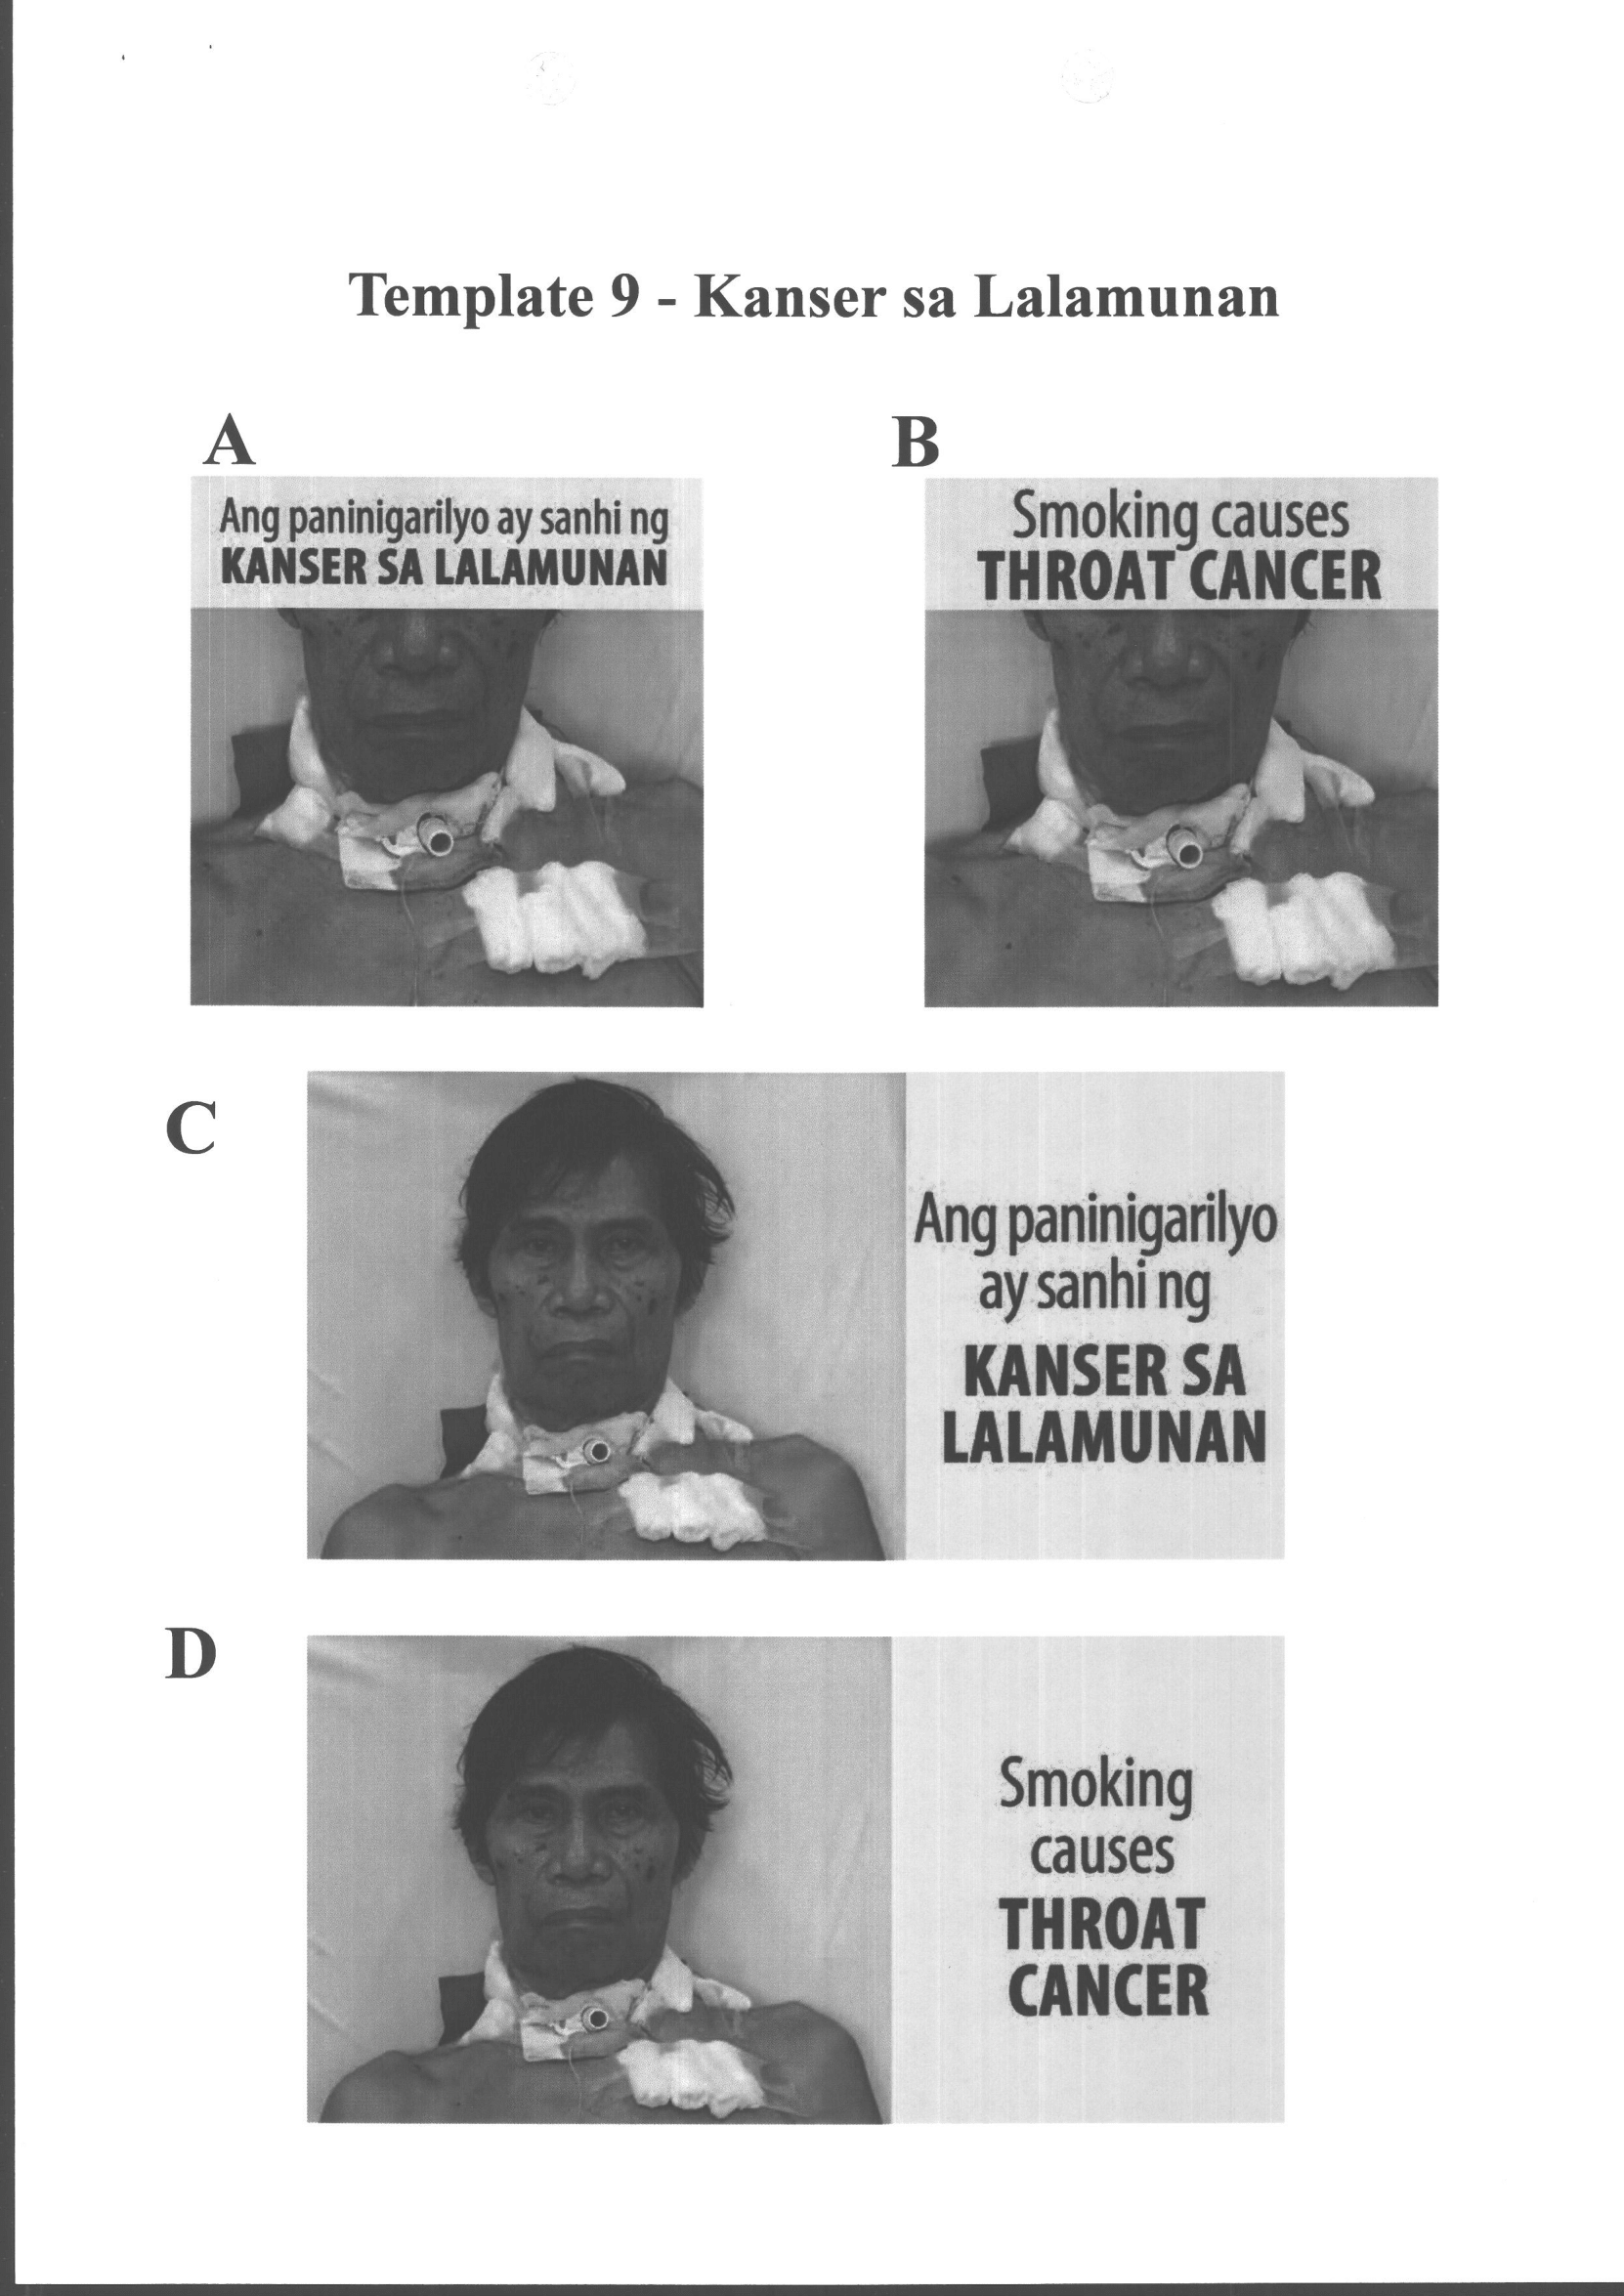 Template 9 - Kanser sa Lalamunan
A
Ang paninigarilyo ay sanhi ng
KANSER SA LALAMUNAN
B
Smoking causes
THROAT CANCER
C
Ang paninigarilyo
ay sanhi ng
KANSER SA
LALAMUNAN
D
Smoking
causes
THROAT
CANCER